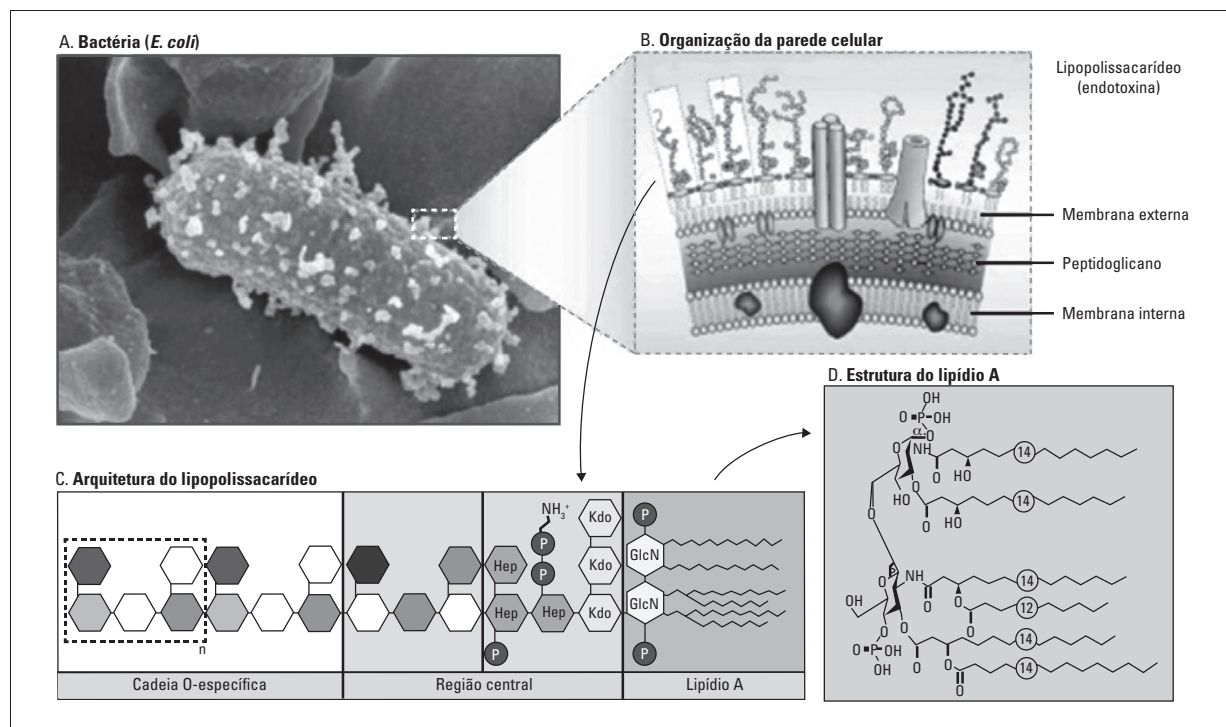 A. Bactéria (E. coli)
B. Organização da parede celular
Lipopolissacarídeo
(endotoxina)
Membrana externa
Peptidoglicano
Membrana interna
D. Estrutura do lipídio A
OH
O P OH
α O
NH
O
HO
14
HO
O
O
HO
14
O
O
β
O
NH
O
O
14
12
OH
O
O
O
O
14
O P OH
OH
O
O
14
C. Arquitetura do lipopolissacarídeo
NH3+
P
P
Kdo
Kdo
Kdo
Hep
Hep
Hep
P
P
GlcN
GlcN
P
n
Cadeia O-específica
Região central
Lipídio A